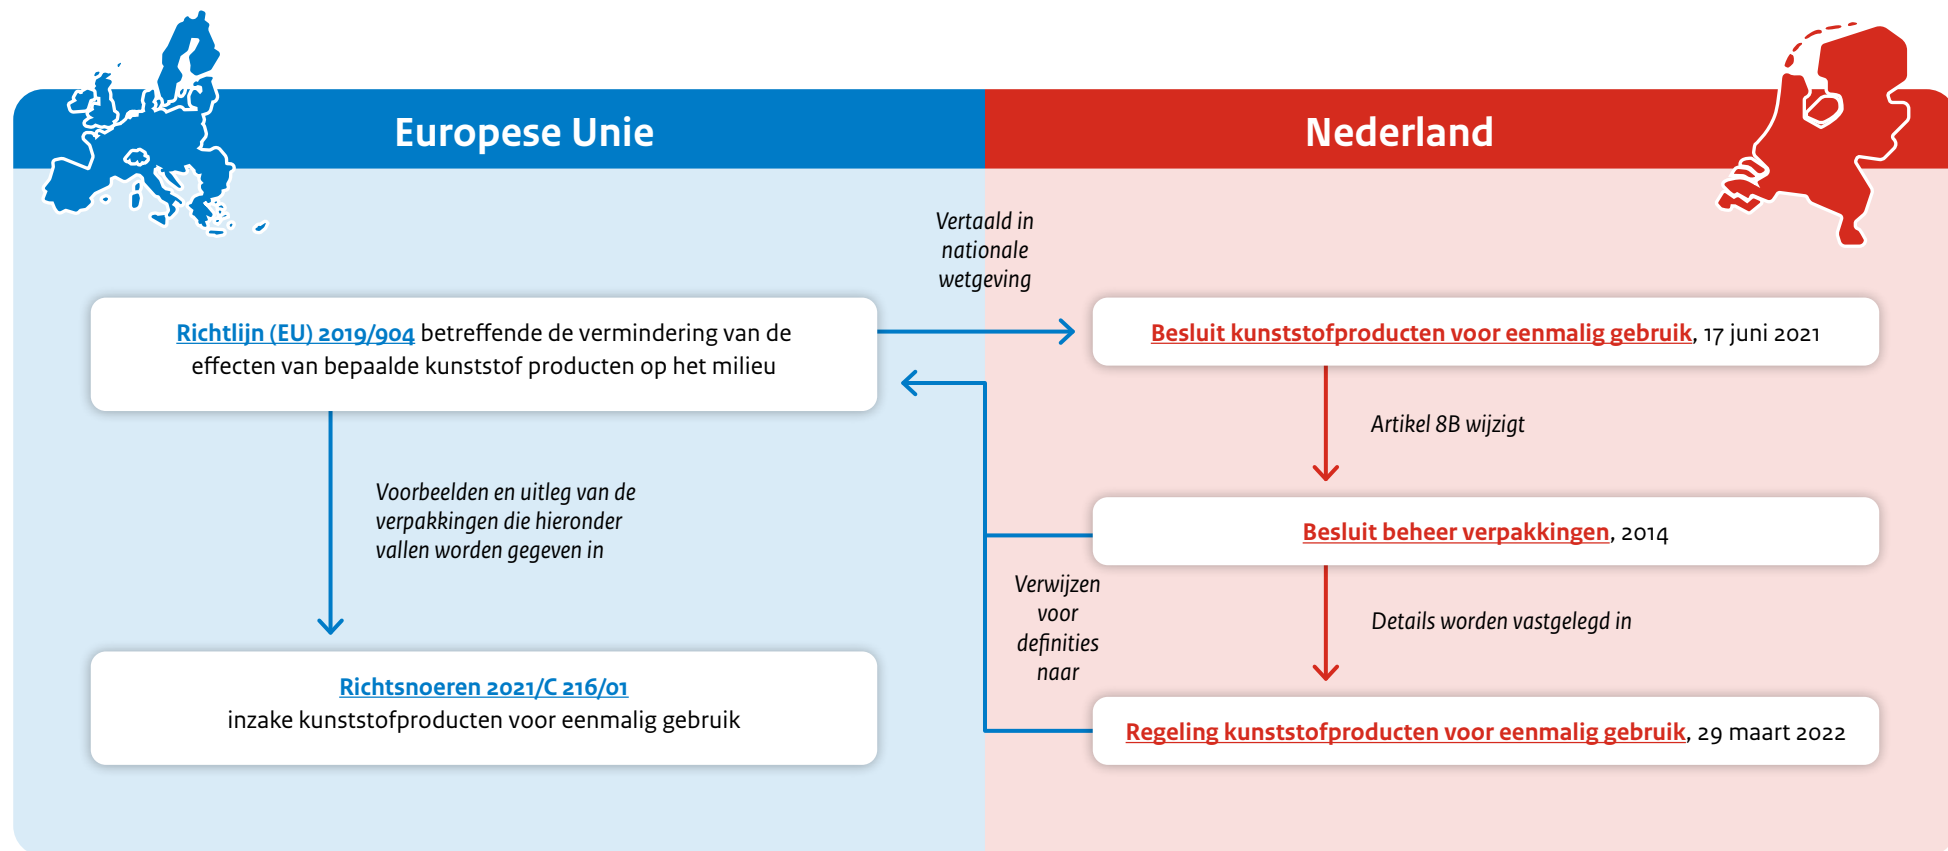 Europese Unie
Nederland
Vertaald in
nationale
wetgeving
Richtlijn (EU) 2019/904 betreffende de vermindering van de
effecten van bepaalde kunststof producten op het milieu
Besluit kunststofproducten voor eenmalig gebruik, 17 juni 2021
Artikel 8B wijzigt
Voorbeelden en uitleg van de
verpakkingen die hieronder
vallen worden gegeven in
Besluit beheer verpakkingen, 2014
Verwijzen
voor
definities
naar
Details worden vastgelegd in
Richtsnoeren 2021/C 216/01
inzake kunststofproducten voor eenmalig gebruik
Regeling kunststofproducten voor eenmalig gebruik, 29 maart 2022